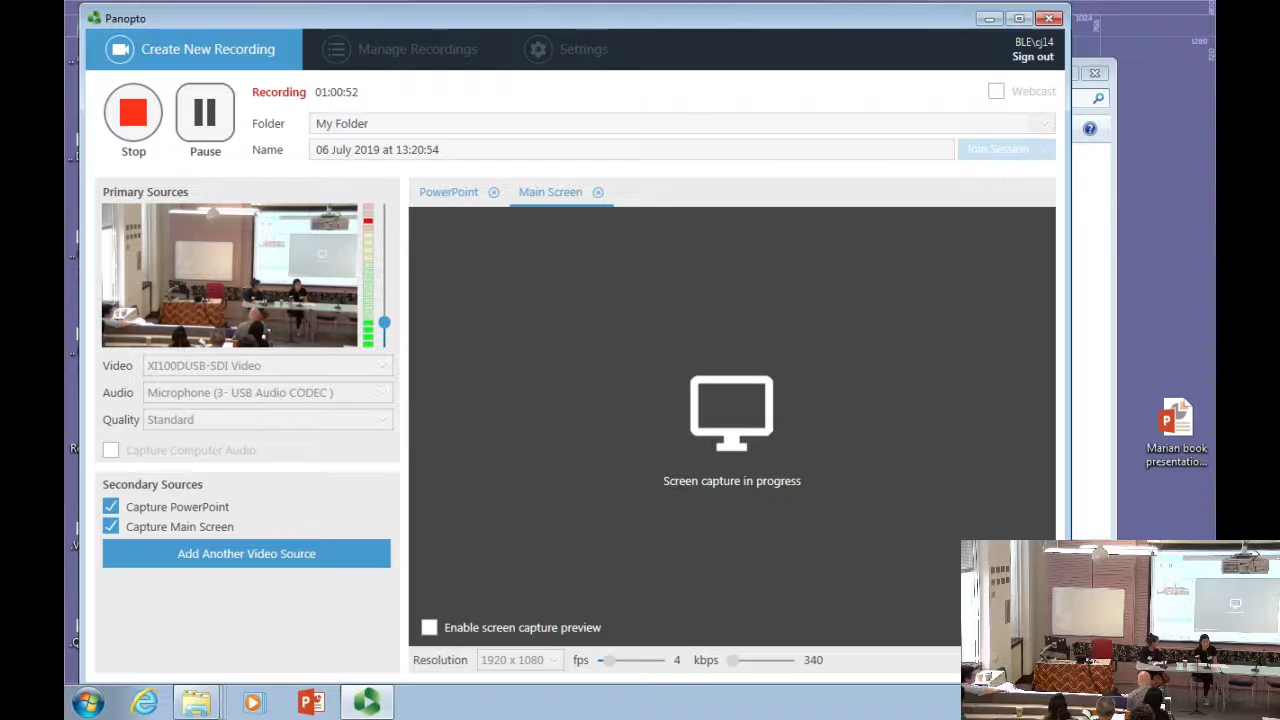 Panopto
Create New Recording
Manage Recordings
Settings
BLE\cj14
Sign out
Recording 01:00:52
Webcast
Folder My Folder
Name 06 July 2019 at 13:20:54
Join Session
Stop
Pause
Primary Sources
PowerPoint
Main Screen
Video XI100DUSB-SDI Video
Audio Microphone (3- USB Audio CODEC )
Quality Standard
Capture Computer Audio
Screen capture in progress
Secondary Sources
Capture PowerPoint
Capture Main Screen
Add Another Video Source
Enable screen capture preview
Resolution 1920 x 1080 fps 4 kbps 340
Marian book
presentatio...
1024
768
1280
720